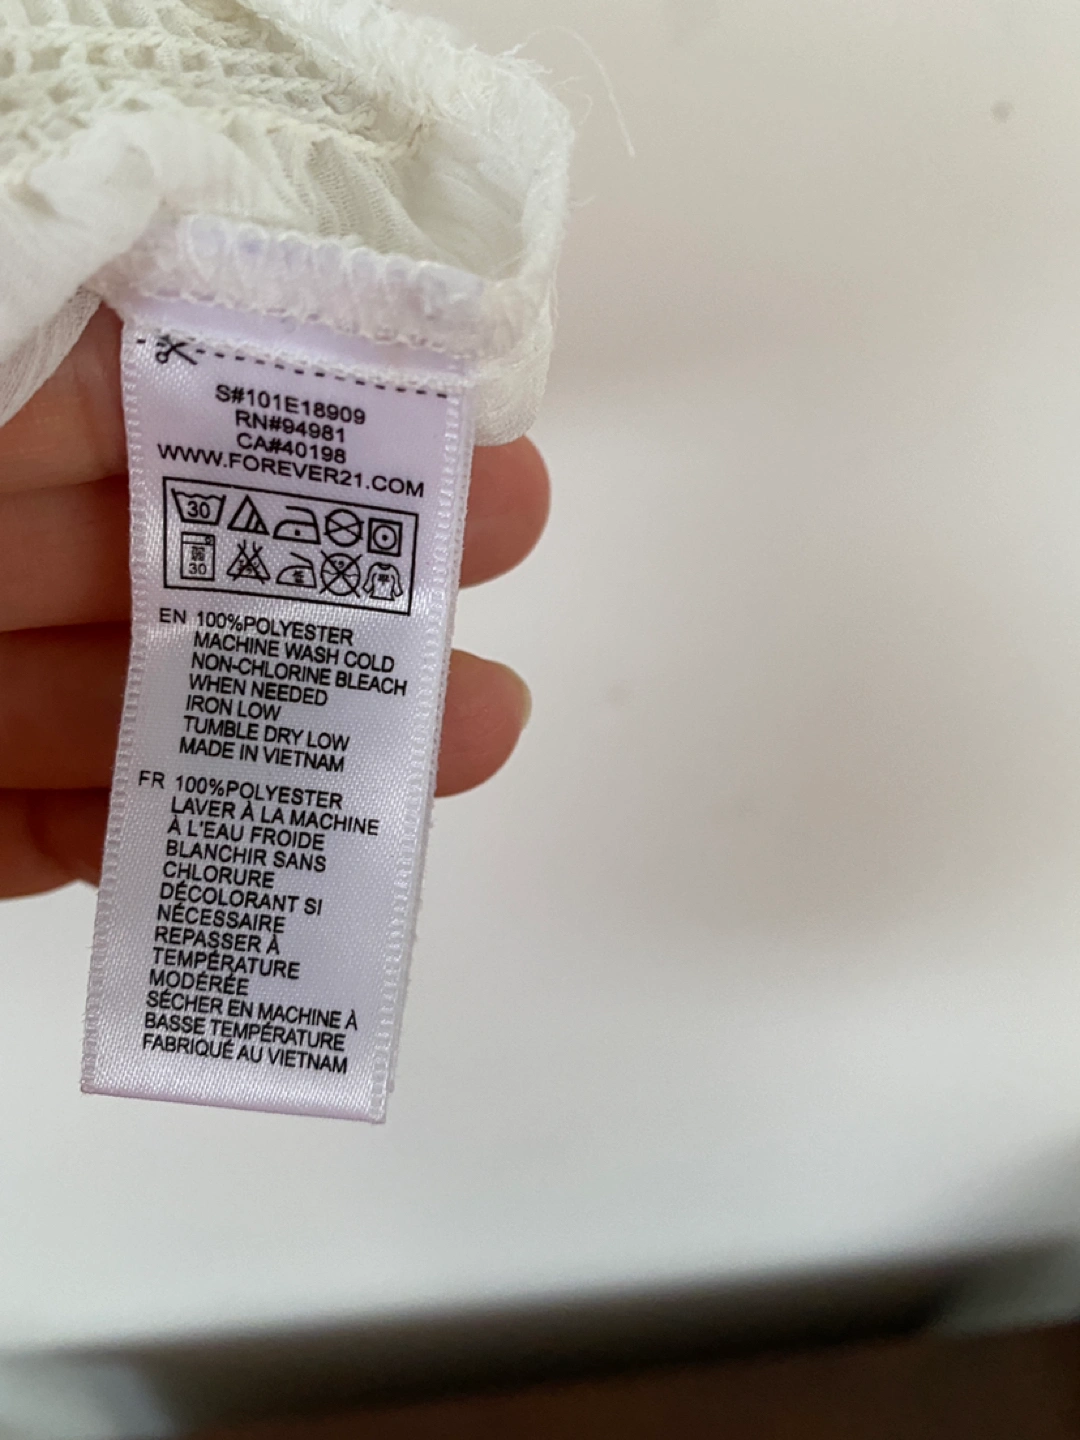 S#101E18909
RN#94981
CA#40198
WWW.FOREVER21.COM
30
30
EN 100%POLYESTER
MACHINE WASH COLD
NON-CHLORINE BLEACH
WHEN NEEDED
IRON LOW
TUMBLE DRY LOW
MADE IN VIETNAM
FR 100%POLYESTER
LAVER À LA MACHINE
À L'EAU FROIDE
BLANCHIR SANS
CHLORURE
DÉCOLORANT SI
NÉCESSAIRE
REPASSER À
TEMPÉRATURE
MODÉRÉE
SÉCHER EN MACHINE À
BASSE TEMPÉRATURE
FABRIQUÉ AU VIETNAM